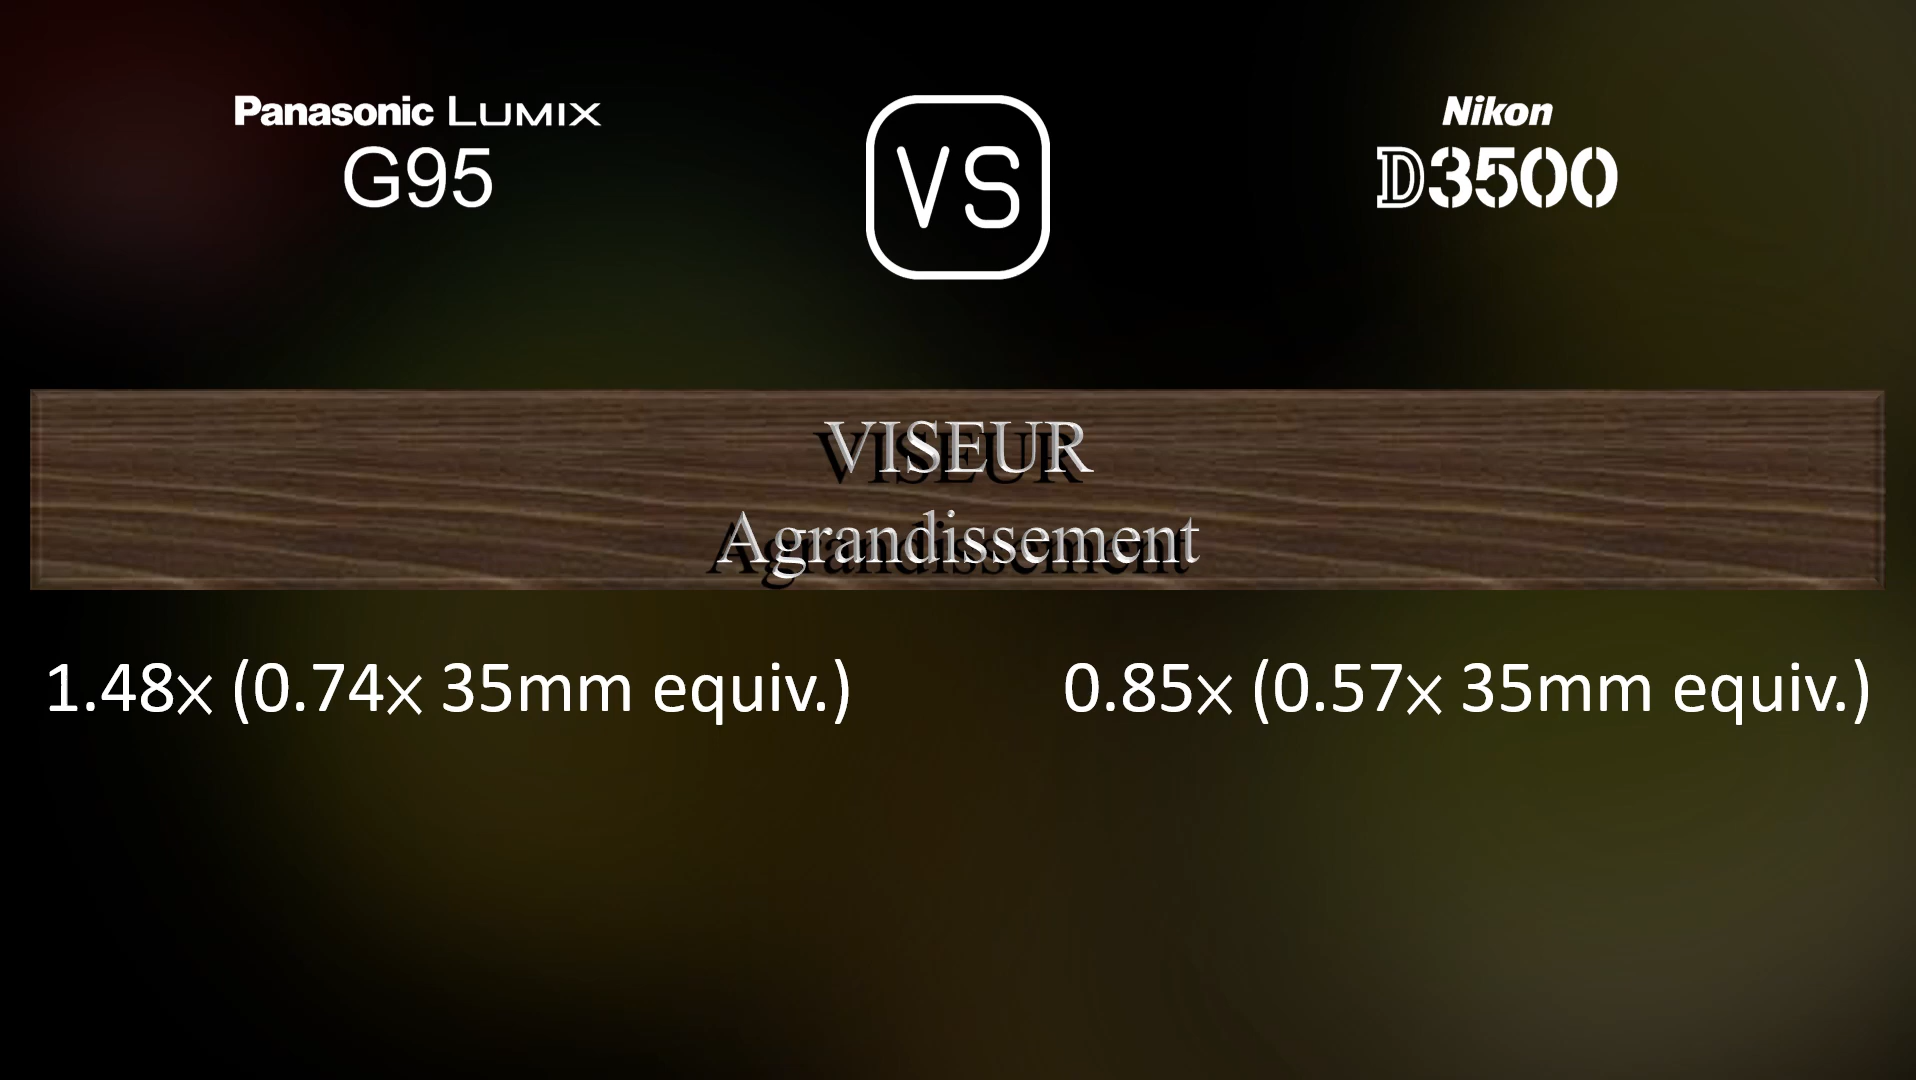 Panasonic LUMIX
G95
VS
Nikon
D3500
VISEUR
Agrandissement
1.48x (0.74x 35mm equiv.)
0.85x (0.57x 35mm equiv.)